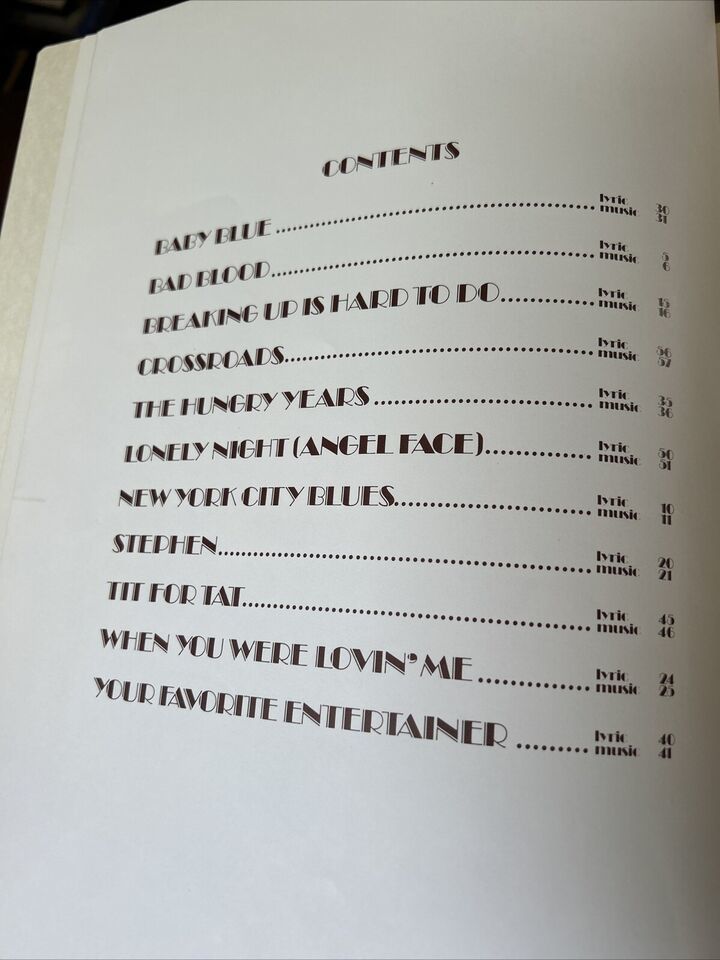 CONTENTS
BABY BLUE lyric 30
music 31
BAD BLOOD lyric 5
music 6
BREAKING UP IS HARD TO DO lyric 15
music 16
CROSSROADS lyric 56
music 57
THE HUNGRY YEARS lyric 35
music 36
LONELY NIGHT (ANGEL FACE) lyric 50
music 51
NEW YORK CITY BLUES lyric 10
music 11
STEPHEN lyric 20
music 21
TIT FOR TAT lyric 45
music 46
WHEN YOU WERE LOVIN' ME lyric 24
music 25
YOUR FAVORITE ENTERTAINER lyric 40
music 41